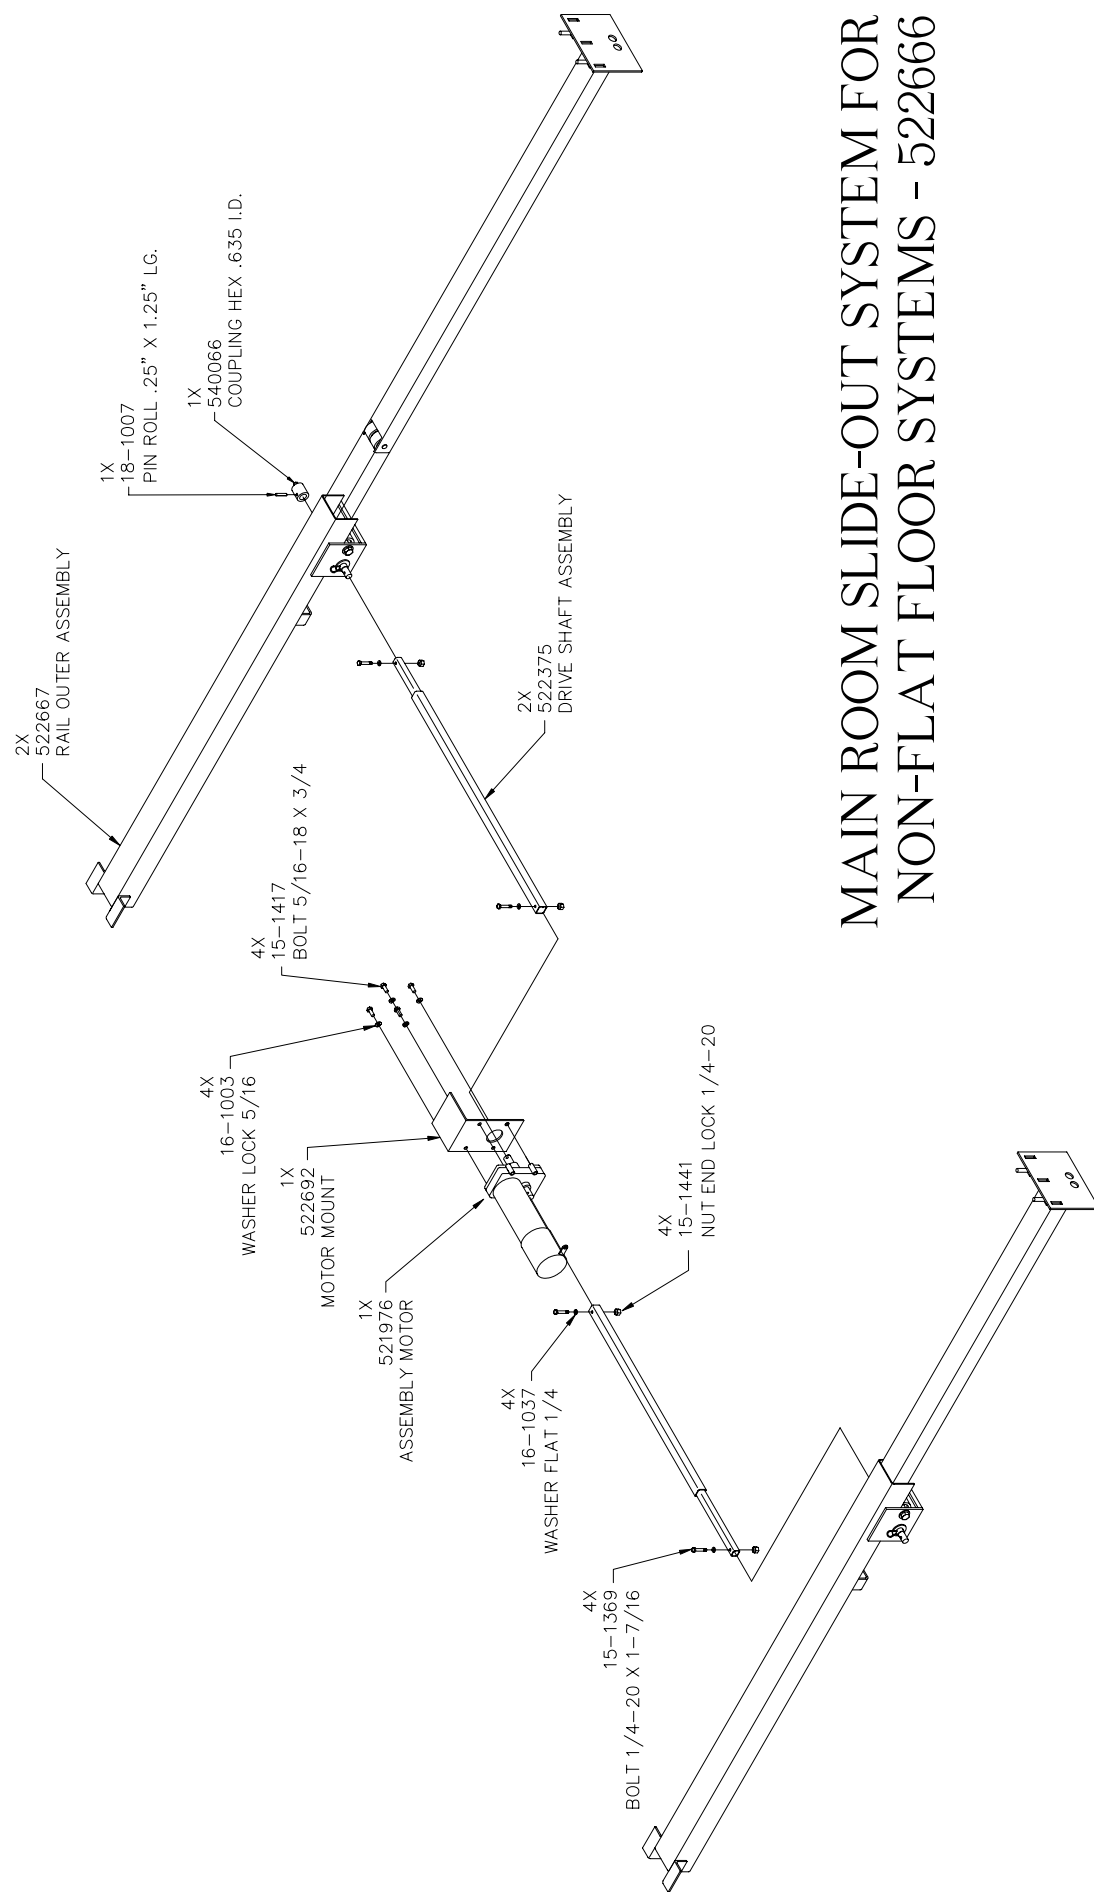 2X
522667
RAIL OUTER ASSEMBLY
1X
18-1007
PIN ROLL .25" X 1.25" LG.
1X
540066
COUPLING HEX .635 I.D.
4X
15-1417
BOLT 5/16-18 X 3/4
2X
522375
DRIVE SHAFT ASSEMBLY
4X
16-1003
WASHER LOCK 5/16
1X
522692
MOTOR MOUNT
1X
521976
ASSEMBLY MOTOR
4X
15-1441
NUT END LOCK 1/4-20
4X
16-1037
WASHER FLAT 1/4
4X
15-1369
BOLT 1/4-20 X 1-7/16
MAIN ROOM SLIDE-OUT SYSTEM FOR
NON-FLAT FLOOR SYSTEMS - 522666